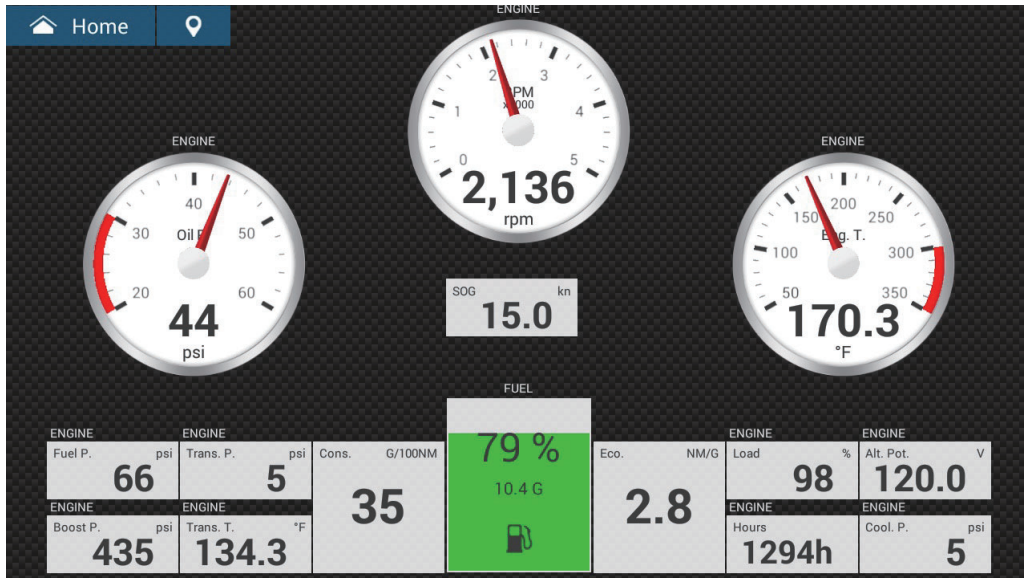 Home
ENGINE
0 1 2 3 4 5
x1000
2,136
rpm
ENGINE
20 30 40 50 60
Oil
44
psi
ENGINE
50 100 150 200 250 300 350
T.
170.3
°F
SOG kn
15.0
FUEL
79 %
10.4 G
ENGINE
Fuel P. psi
66
ENGINE
Trans. P. psi
5
Cons. G/100NM
35
Eco. NM/G
2.8
ENGINE
Load %
98
ENGINE
Alt. Pot. V
120.0
ENGINE
Boost P. psi
435
ENGINE
Trans. T. °F
134.3
ENGINE
Hours
1294h
ENGINE
Cool. P. psi
5